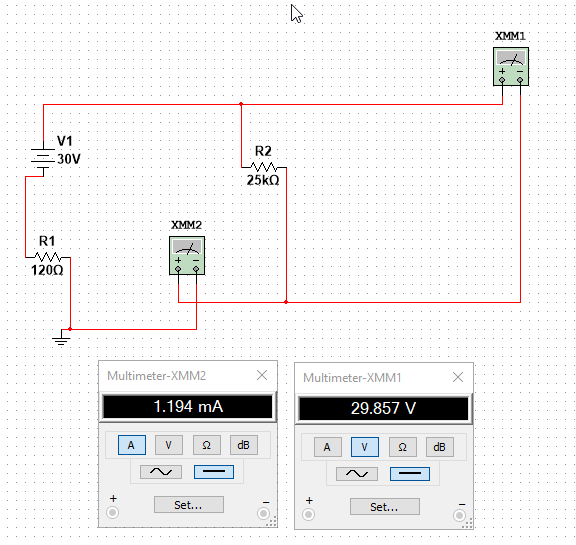 XMM1
+ −
V1
30V
R2
25kΩ
R1
120Ω
XMM2
+ −
Multimeter-XMM2 ×
1.194 mA
A V Ω dB
Set...
+ −
Multimeter-XMM1 ×
29.857 V
A V Ω dB
Set...
+ −